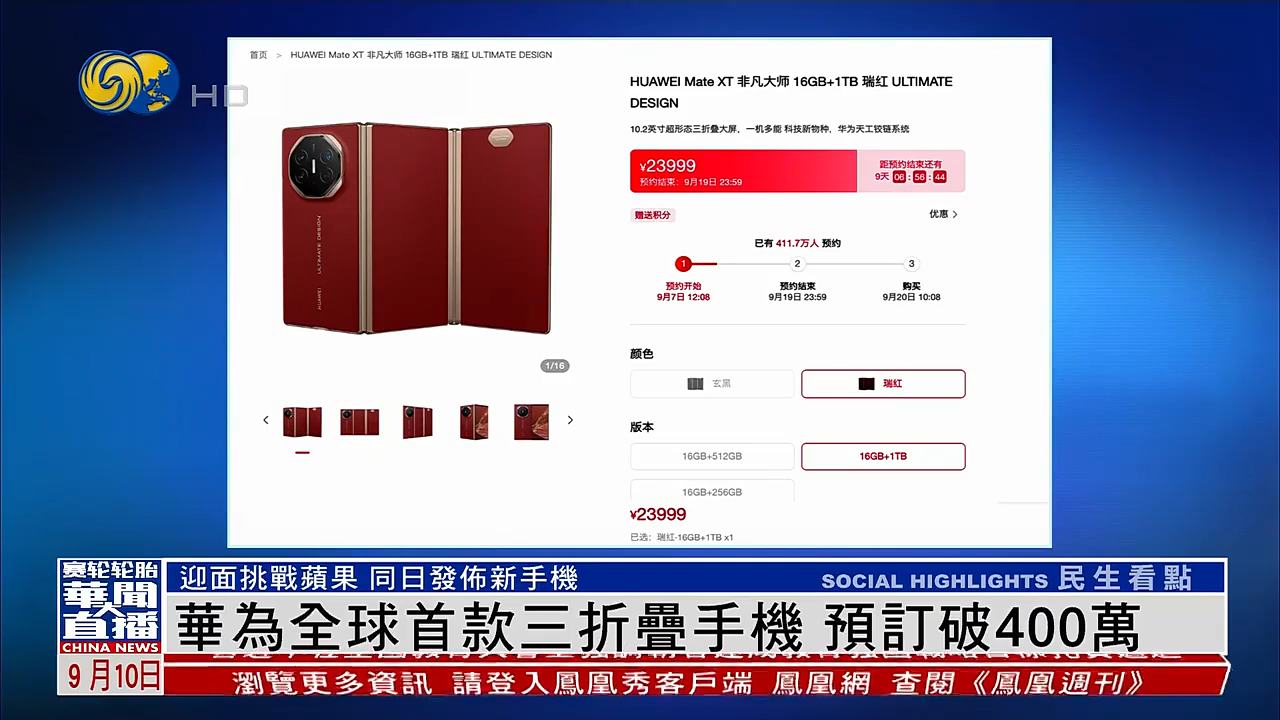 首页 > HUAWEI Mate XT 非凡大师 16GB+1TB 瑞红 ULTIMATE DESIGN
HD
HUAWEI Mate XT 非凡大师 16GB+1TB 瑞红 ULTIMATE
DESIGN
10.2英寸超形态三折叠大屏，一机多能 科技新物种，华为天工铰链系统
¥23999
预约结束：9月19日 23:59
距预约结束还有
9天 06 : 56 : 44
赠送积分
优惠 >
已有 411.7万人 预约
1 2 3
预约开始 预约结束 购买
9月7日 12:08 9月19日 23:59 9月20日 10:08
ULTIMATE DESIGN
HUAWEI
1/16
颜色
玄黑 瑞红
版本
16GB+512GB 16GB+1TB
16GB+256GB
¥23999
已选：瑞红·16GB+1TB x1
赛轮轮胎
華聞大直播
CHINA NEWS
9月10日
迎面挑戰蘋果 同日發佈新手機
SOCIAL HIGHLIGHTS 民生看點
華為全球首款三折疊手機 預訂破400萬
瀏覽更多資訊 請登入鳳凰秀客戶端 鳳凰網 查閱《鳳凰週刊》